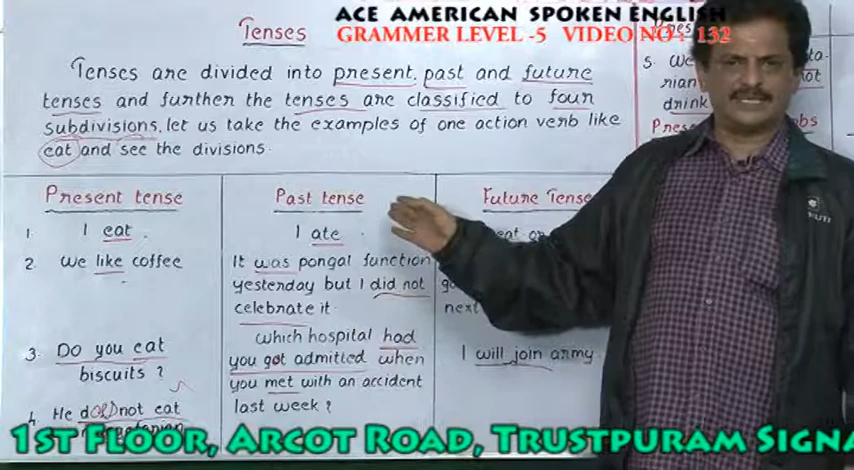 ACE AMERICAN SPOKEN ENGLISH
GRAMMER LEVEL -5 VIDEO NO : 132
Tenses
Tenses are divided into present, past and future
tenses and further the tenses are classified to four
subdivisions. let us take the examples of one action verb like
eat and see the divisions.
Present tense
1. I eat.
2. We like coffee
3. Do you eat
biscuits ?
4. He not eat
Past tense
I ate.
It was pongal function
yesterday but I did not
celebrate it
which hospital had
you got admitted when
you met with an accident
last week ?
Future Tense
eat
next
I will join army
5. We
not
drink
1st Floor, Arcot Road, Trustpuram Signa